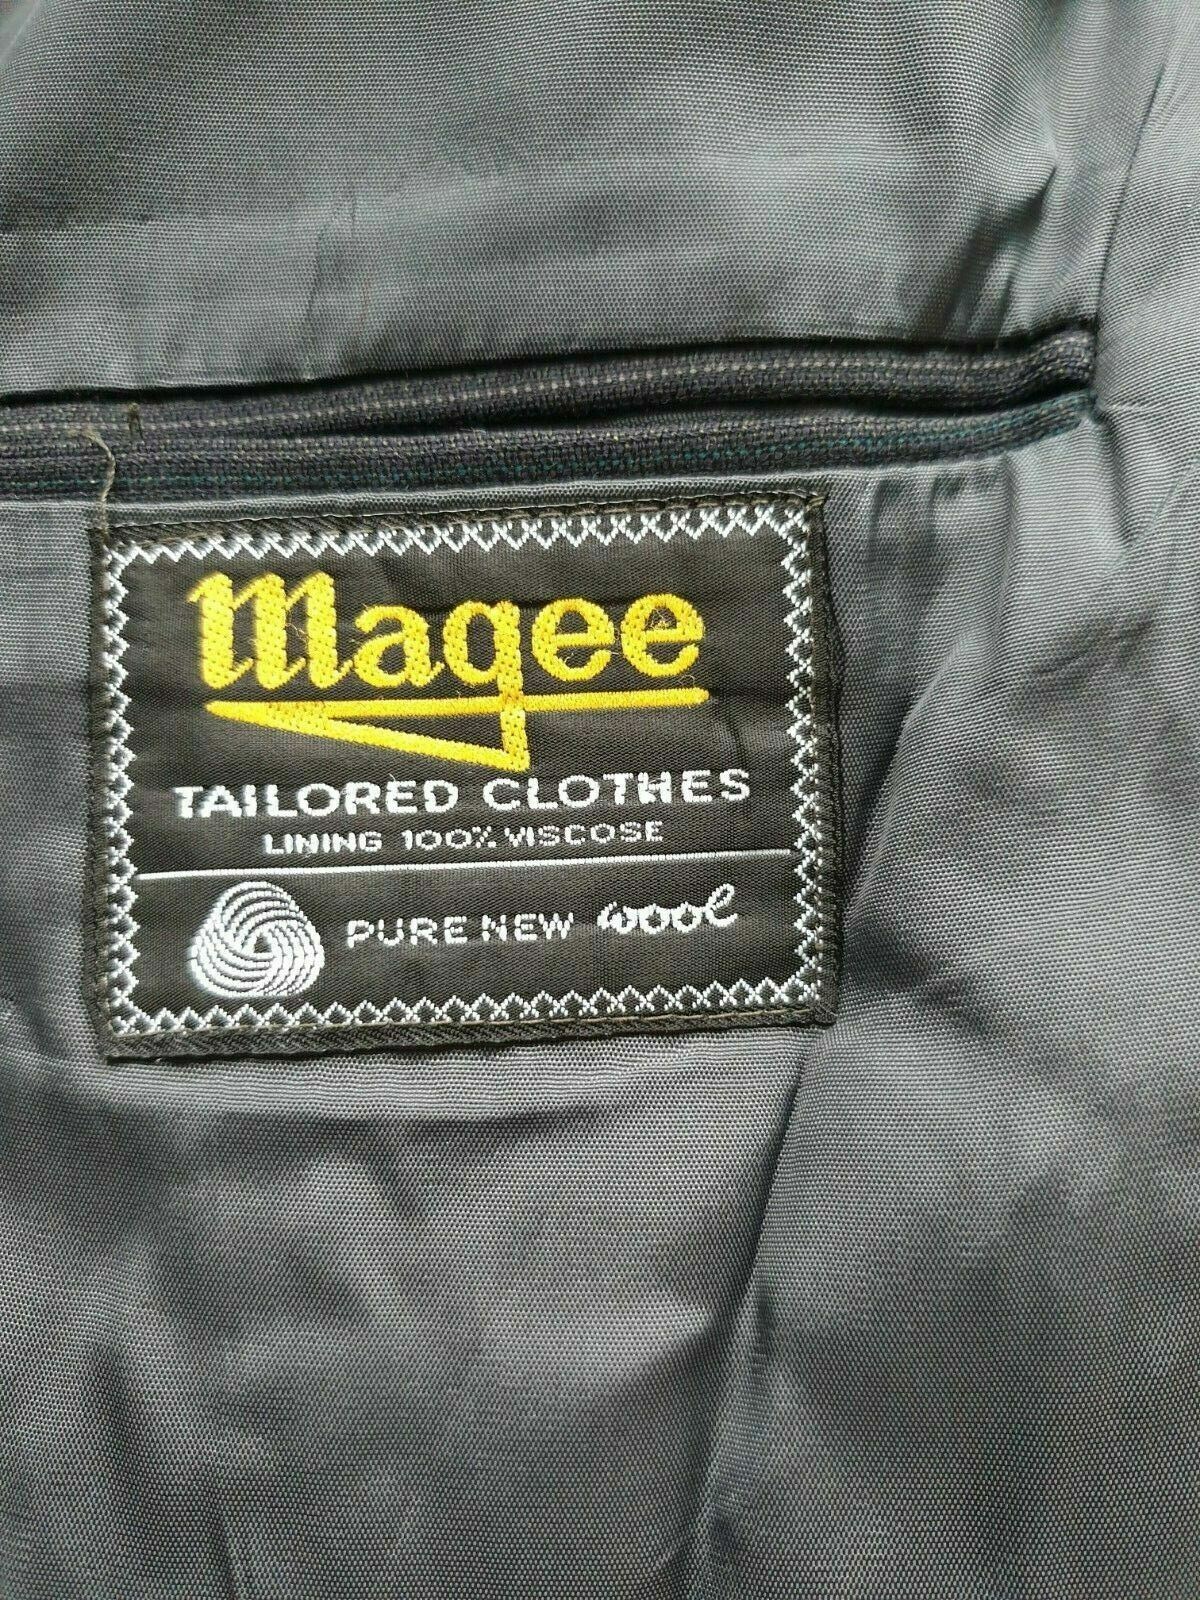 Magee
TAILORED CLOTHES
LINING 100% VISCOSE
PURE NEW wool